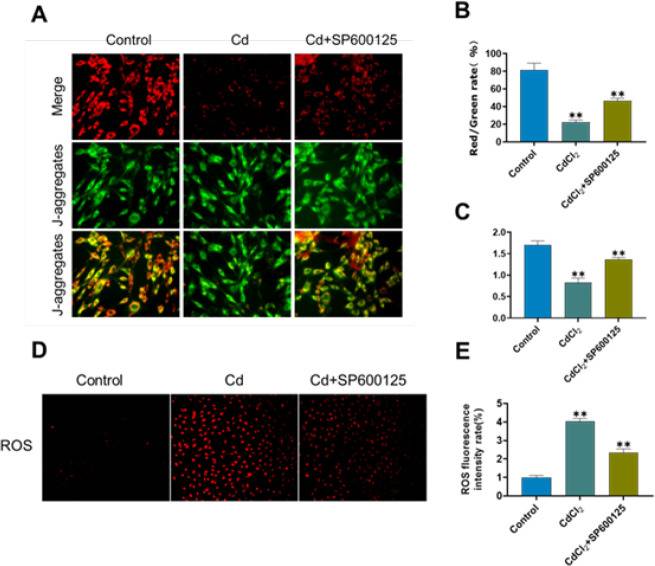 A
Control
Cd
Cd+SP600125
Merge
J-aggregates
J-aggregates
B
Red/Green rate( %)
100
80
60
40
20
0
**
**
Control
CdCl₂
CdCl₂+SP600125
C
2.0
1.5
1.0
0.5
0.0
**
**
Control
CdCl₂
CdCl₂+SP600125
D
Control
Cd
Cd+SP600125
ROS
E
ROS fluorescence
intensity rate(%)
5
4
3
2
1
0
**
**
Control
CdCl₂
CdCl₂+SP600125